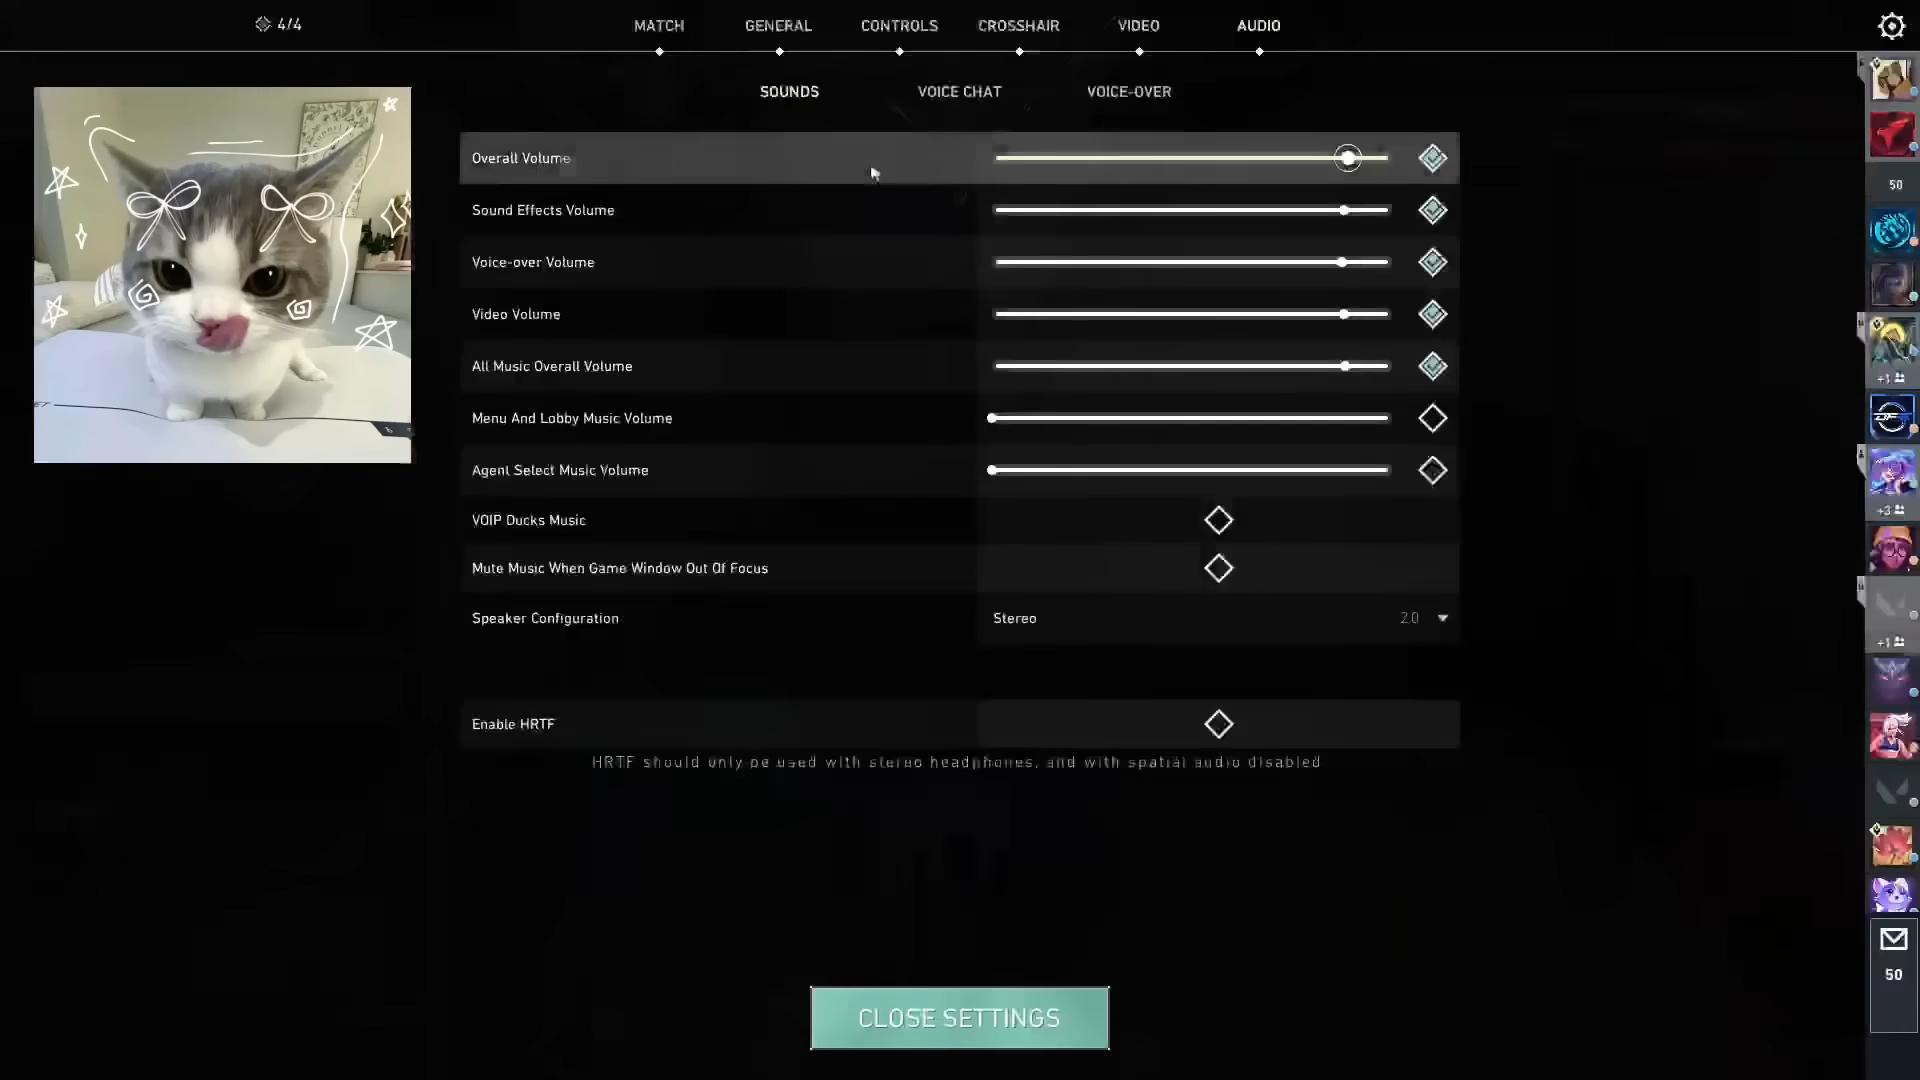 4/4
MATCH GENERAL CONTROLS CROSSHAIR VIDEO AUDIO
SOUNDS VOICE CHAT VOICE-OVER
Overall Volume
Sound Effects Volume
50
Voice-over Volume
Video Volume
All Music Overall Volume
+1
Menu And Lobby Music Volume
Agent Select Music Volume
VOIP Ducks Music
+3
Mute Music When Game Window Out Of Focus
Speaker Configuration Stereo 2.0
+1
Enable HRTF
HRTF should only be used with stereo headphones, and with spatial audio disabled
50
CLOSE SETTINGS